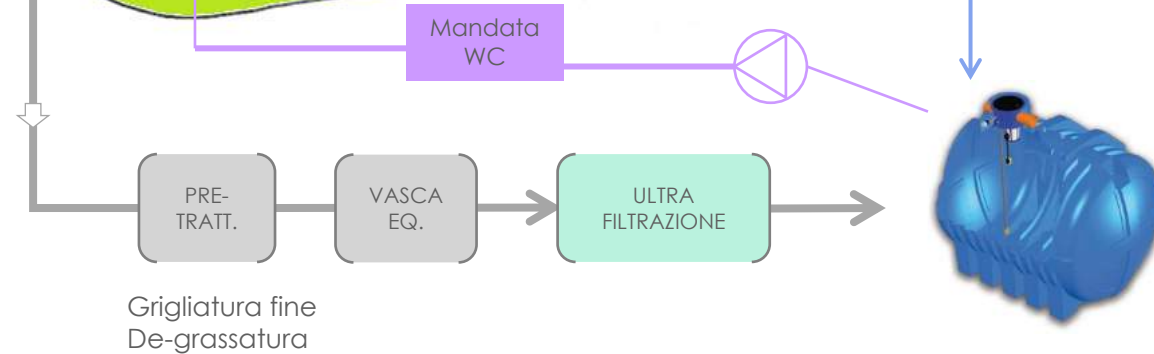 Mandata
WC
PRE-
TRATT.
VASCA
EQ.
ULTRA
FILTRAZIONE
Grigliatura fine
De-grassatura